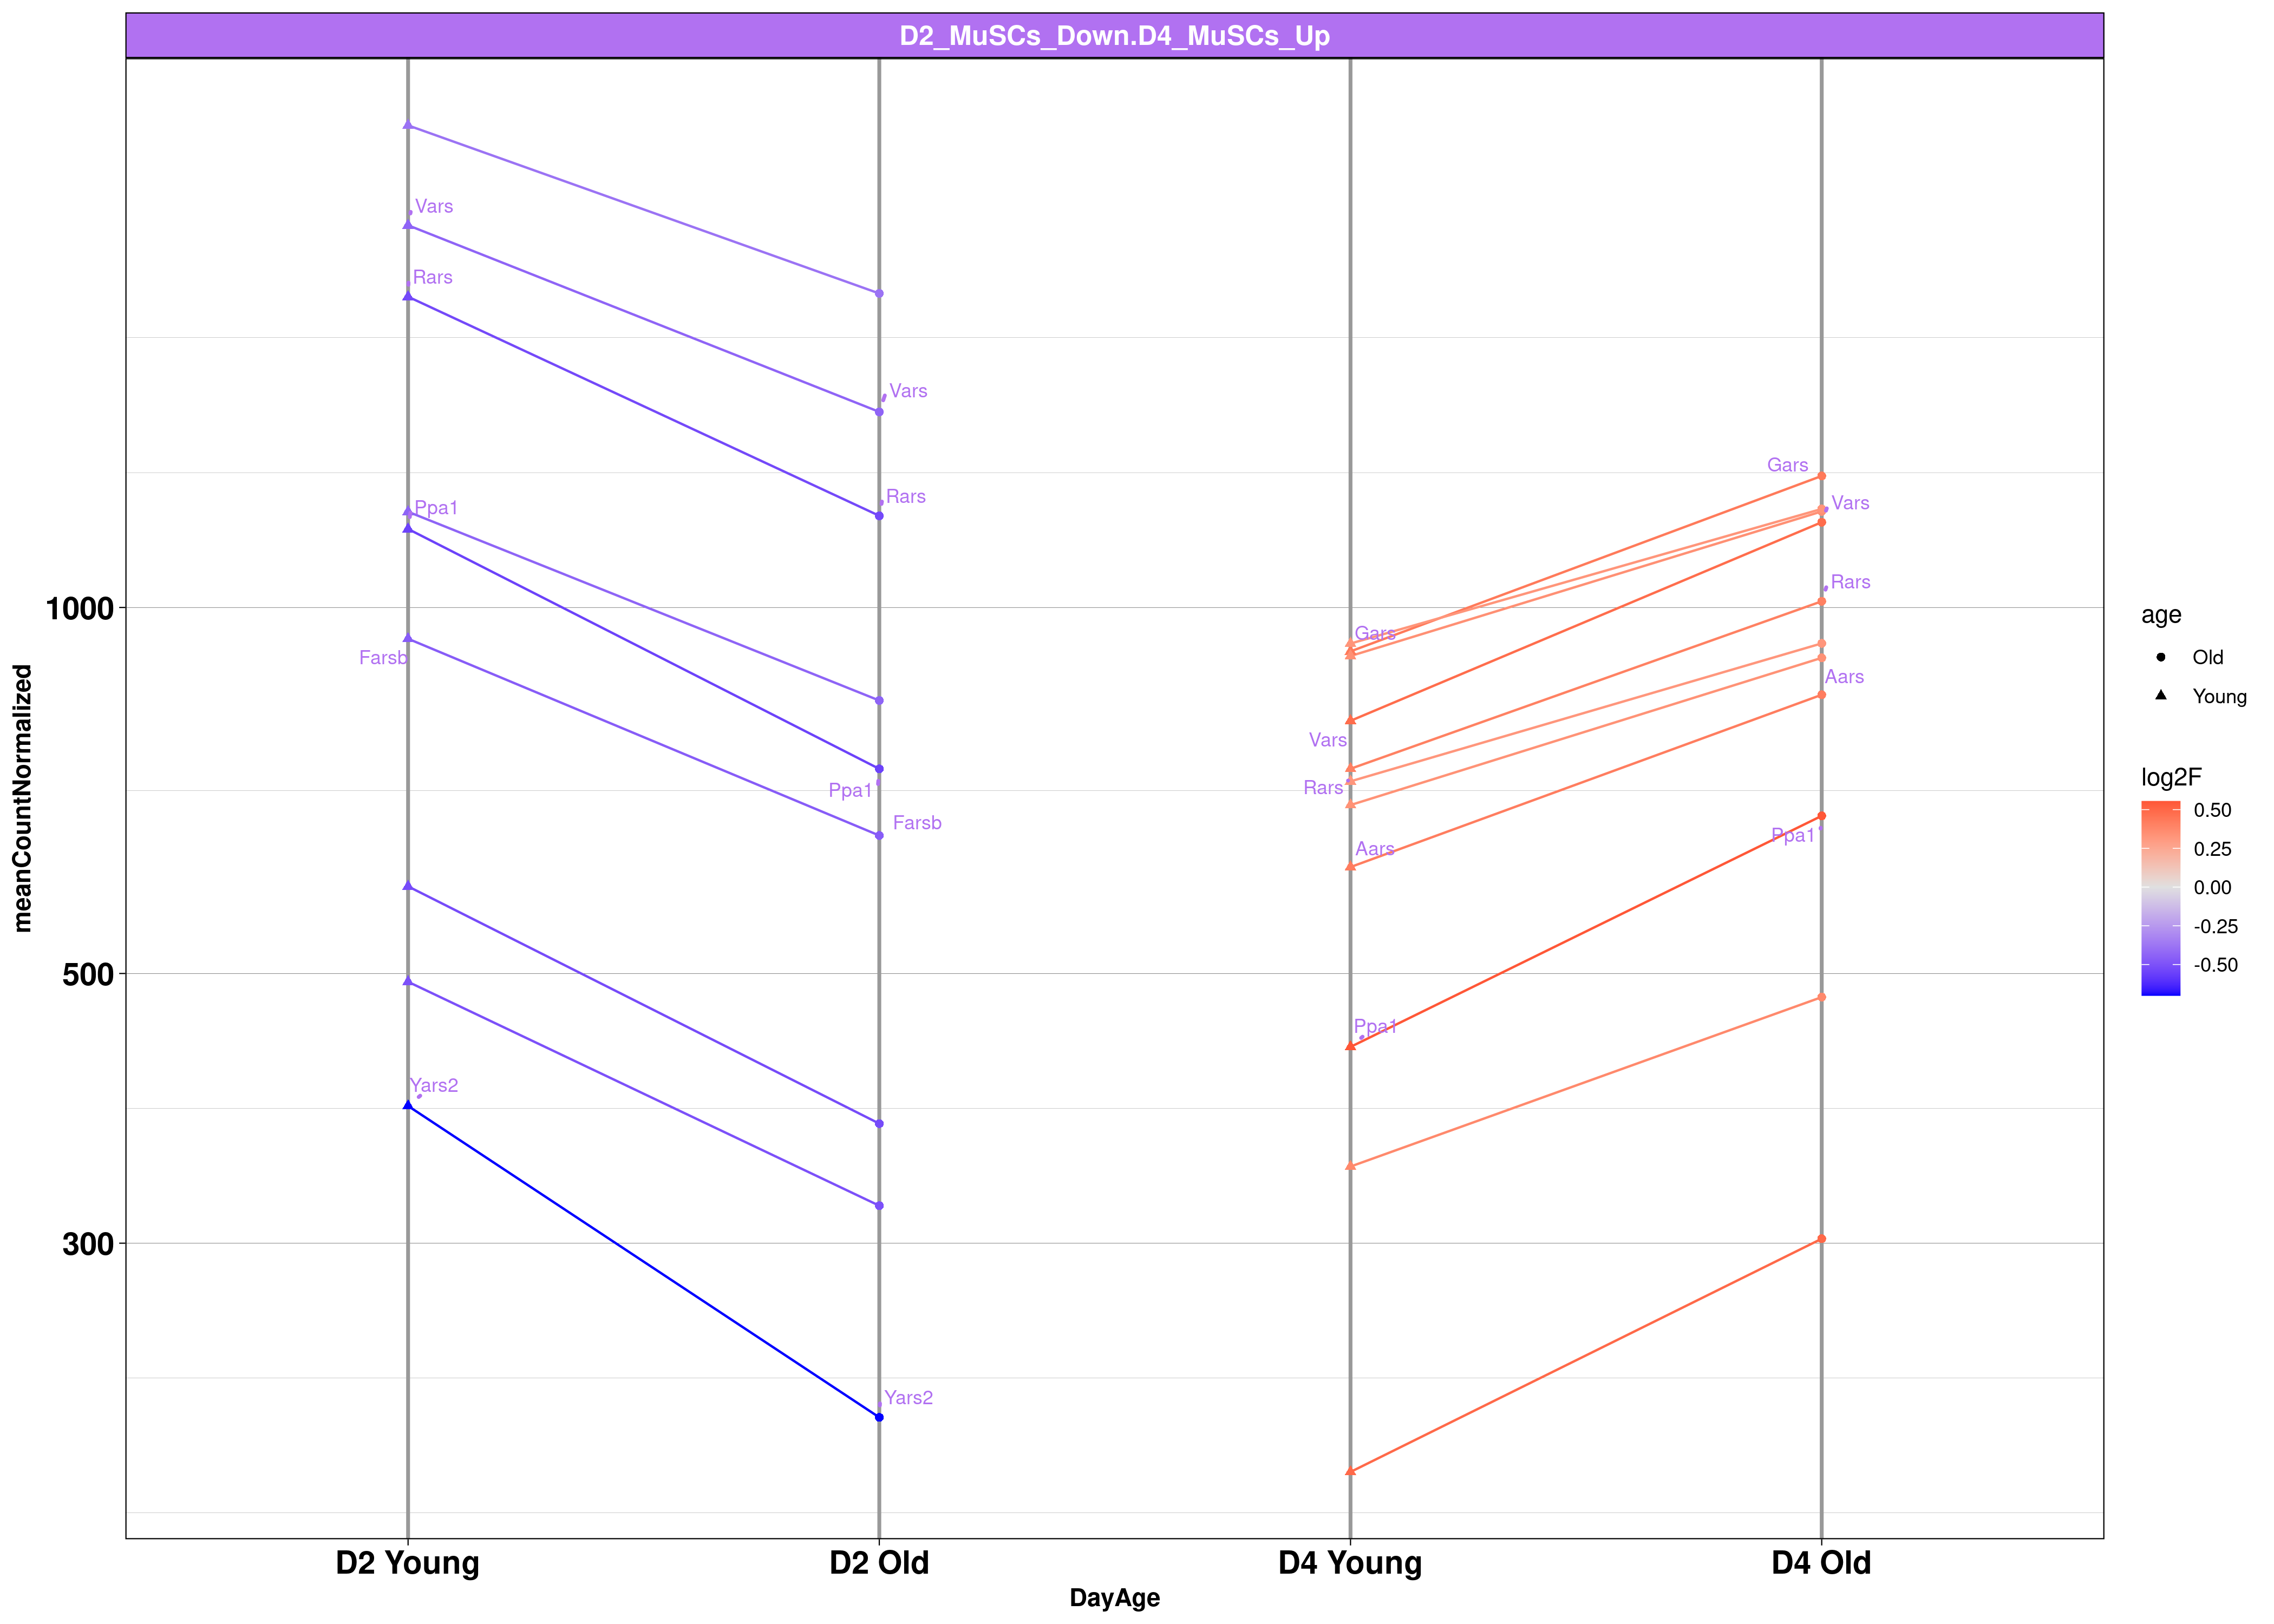 D2_MuSCs_Down.D4_MuSCs_Up
Vars
Rars
Vars
Gars
Rars
Vars
Ppa1
Rars
1000
Gars
Farsb
Aars
Vars
Rars
Ppa1
Farsb
Ppa1
Aars
500
Ppa1
Yars2
300
Yars2
meanCountNormalized
D2 Young
D2 Old
D4 Young
D4 Old
DayAge
age
Old
Young
log2F
0.50
0.25
0.00
-0.25
-0.50